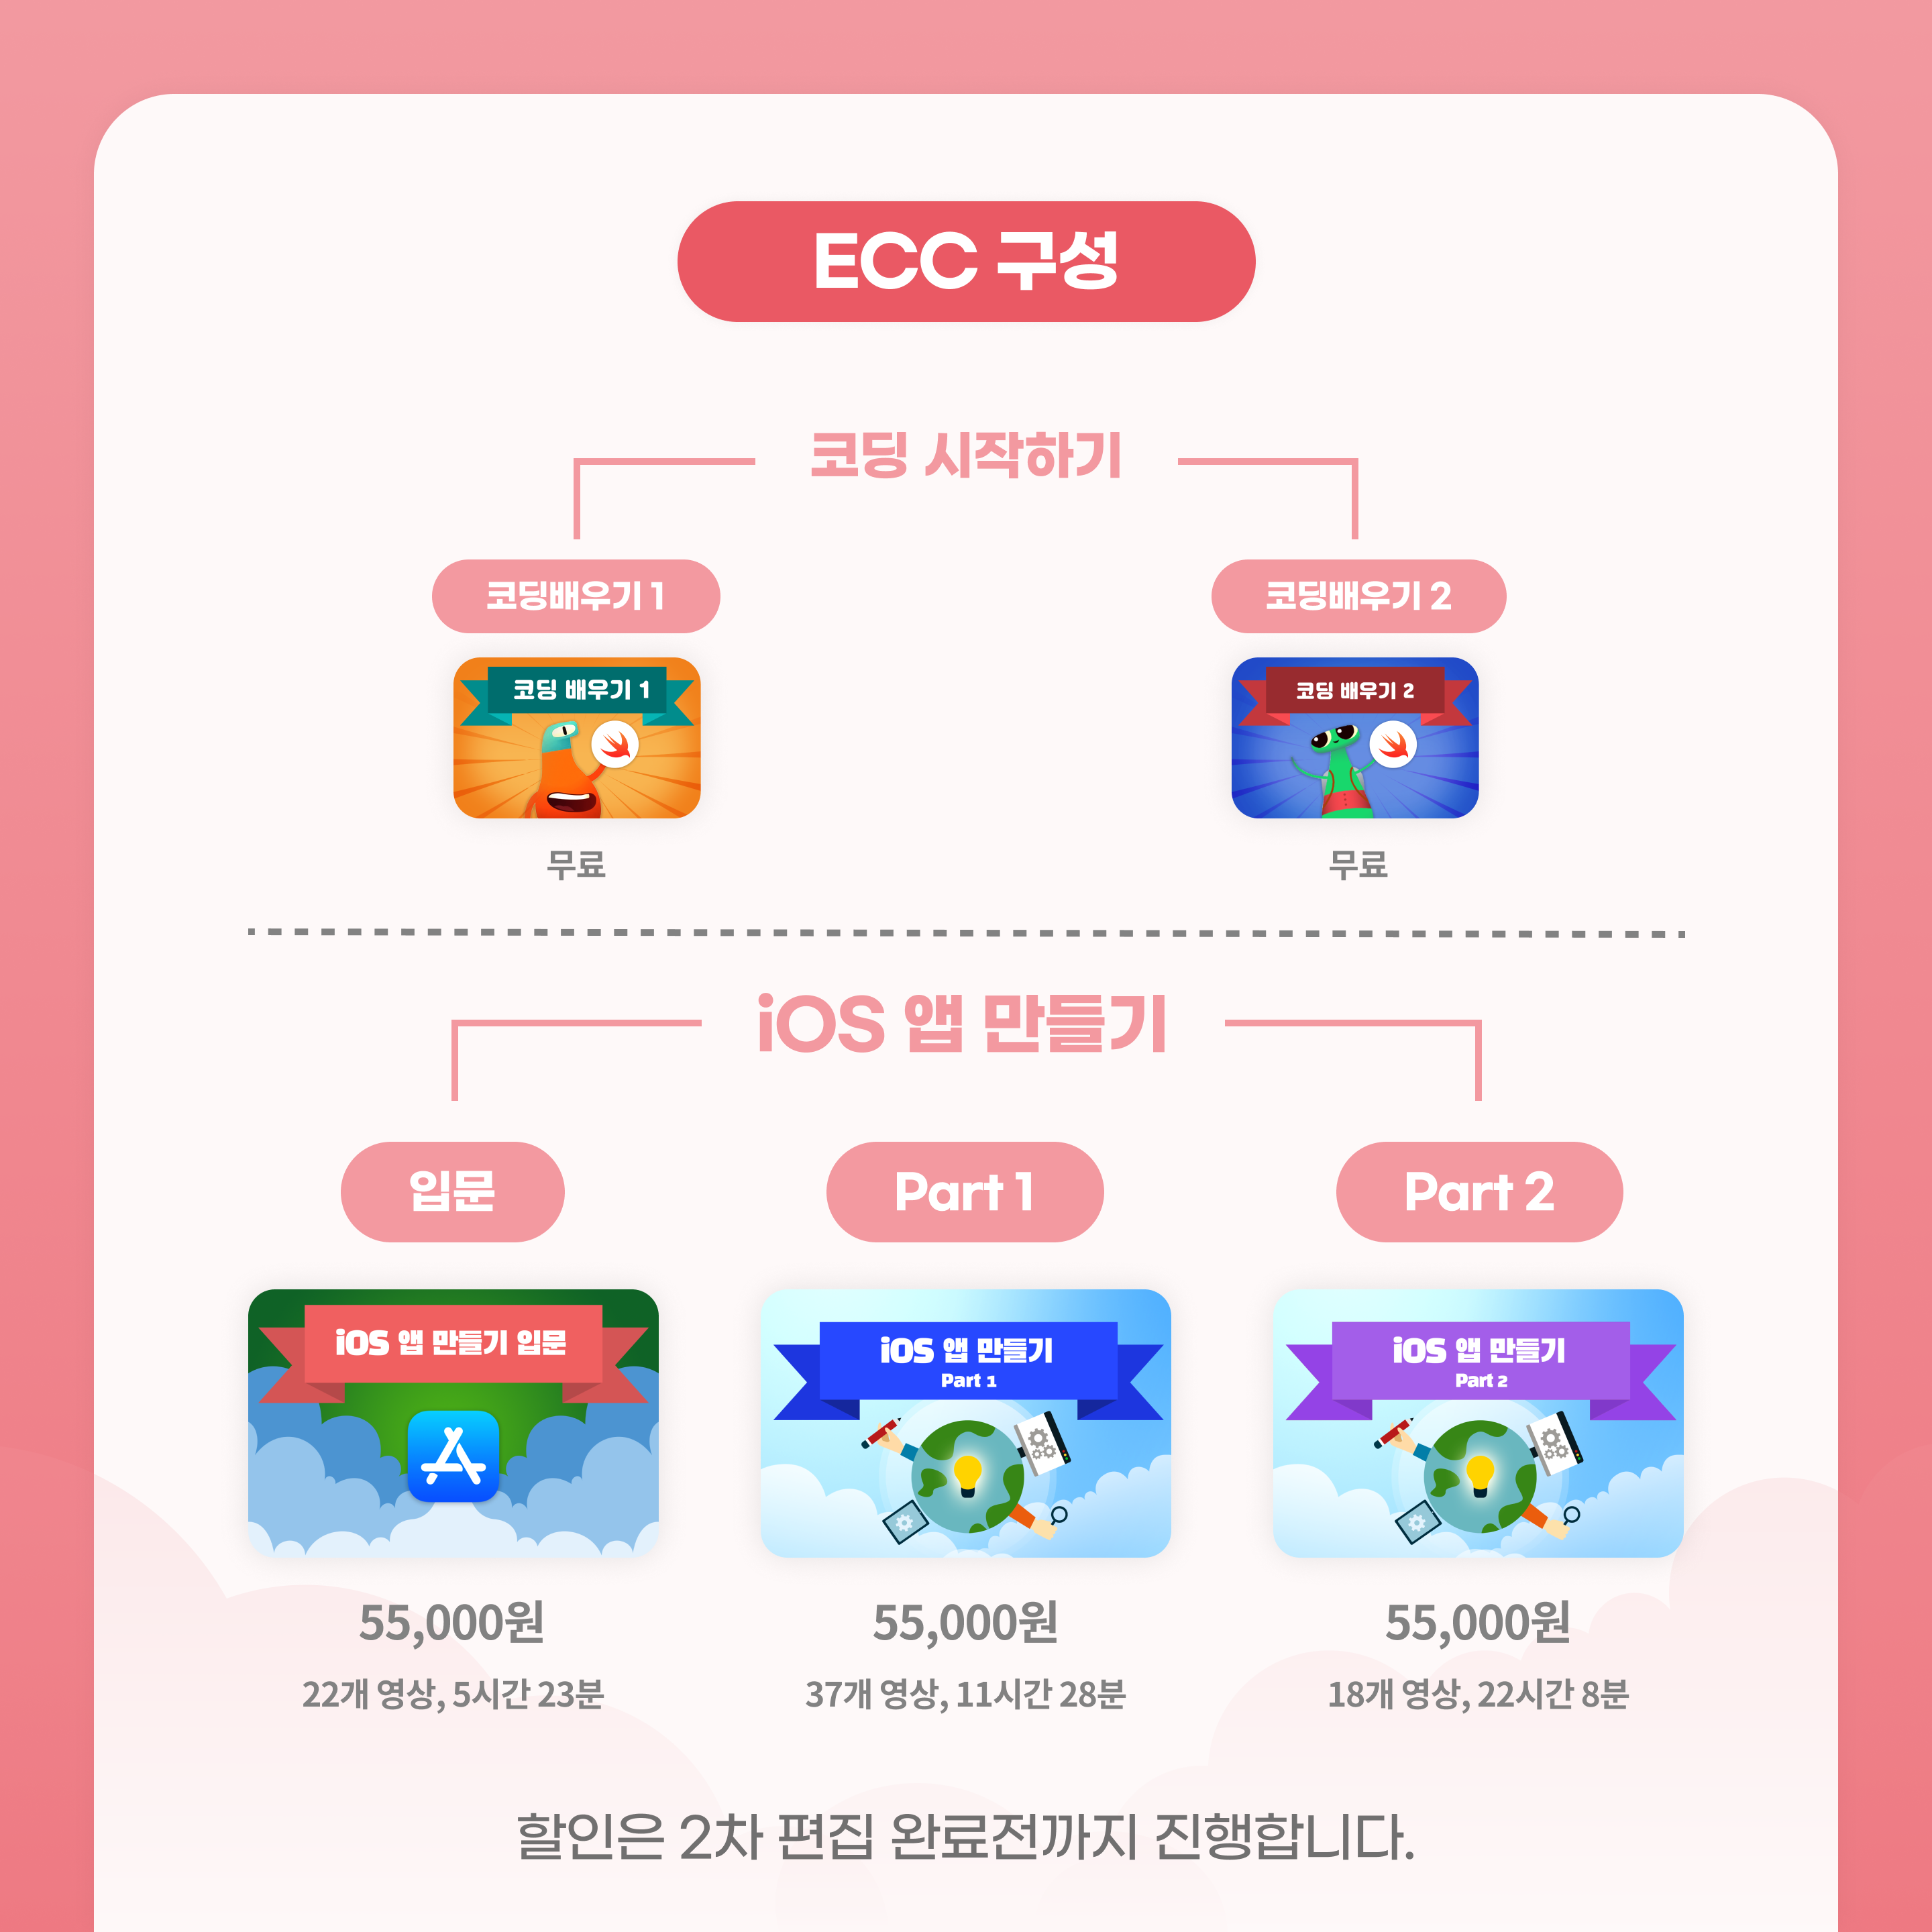 ECC 구성
코딩 시작하기
코딩배우기 1
코딩배우기 2
코딩 배우기 1
코딩 배우기 2
무료
무료
iOS 앱 만들기
입문
Part 1
Part 2
iOS 앱 만들기 입문
iOS 앱 만들기
Part 1
iOS 앱 만들기
Part 2
55,000원
55,000원
55,000원
22개 영상, 5시간 23분
37개 영상, 11시간 28분
18개 영상, 22시간 8분
할인은 2차 편집 완료전까지 진행합니다.